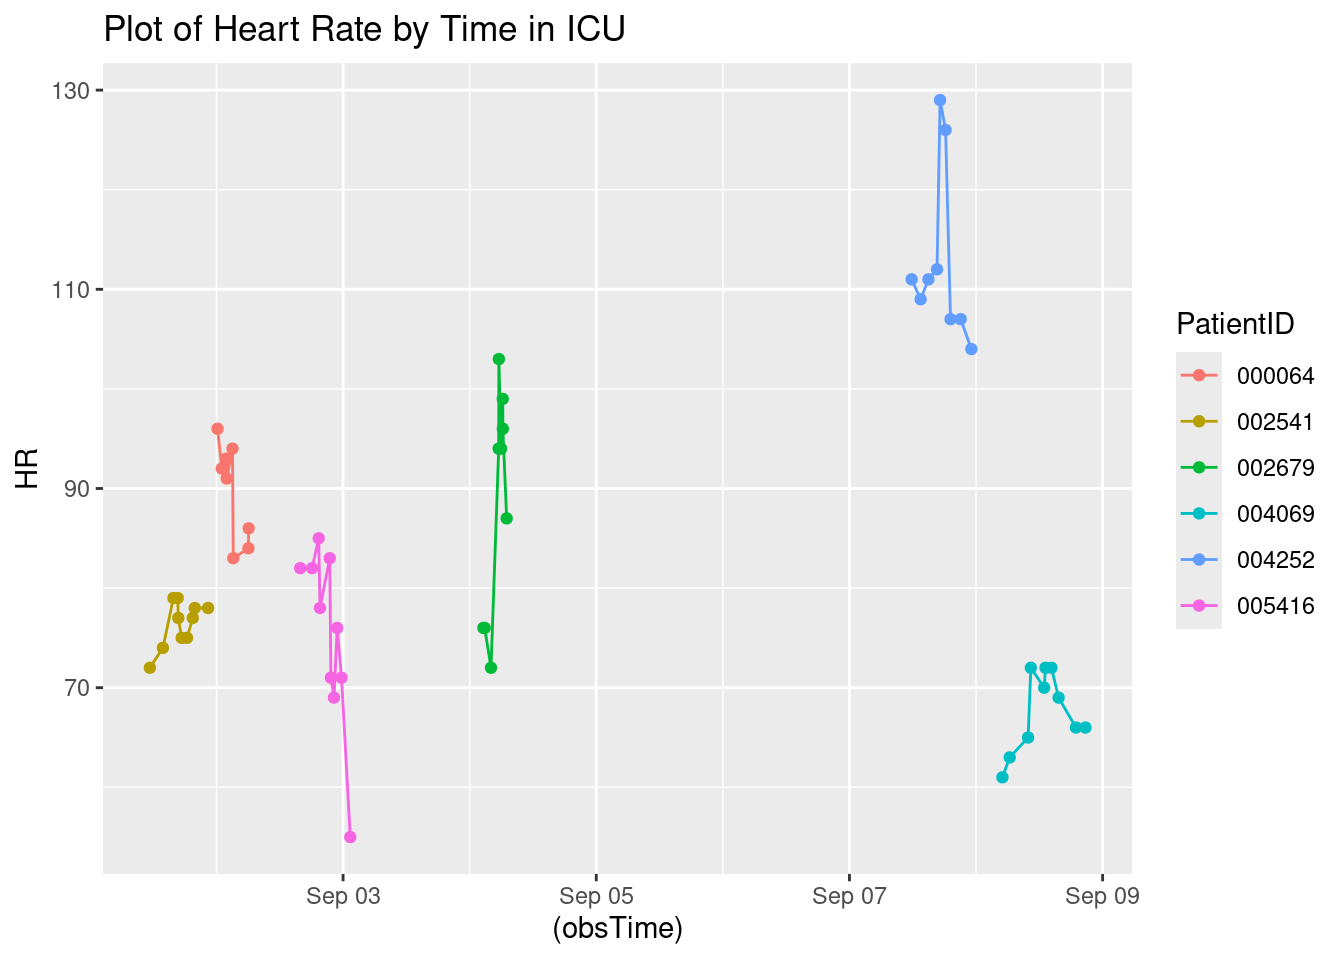 Plot of Heart Rate by Time in ICU
130
110
90
70
HR
Sep 03
Sep 05
Sep 07
Sep 09
(obsTime)
PatientID
000064
002541
002679
004069
004252
005416